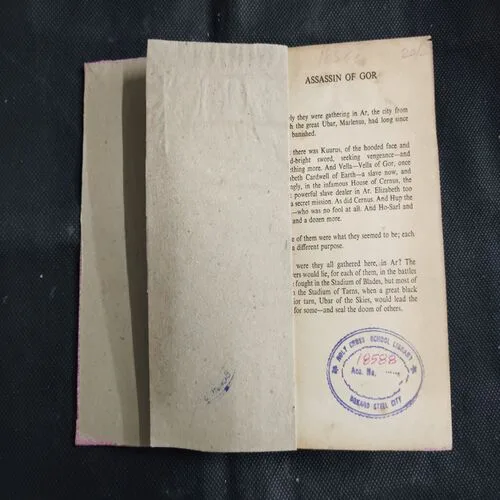 18588
20/-
ASSASSIN OF GOR
ly they were gathering in Ar, the city from
h the great Ubar, Marlenus, had long since
banished.
there was Kuurus, of the hooded face and
d-bright sword, seeking vengeance—and
thing more. And Vella—Vella of Gor, once
abeth Cardwell of Earth—a slave now, and
ngly, in the infamous House of Cernus, the
powerful slave dealer in Ar. Elizabeth too
a secret mission. As did Cernus. And Hup the
—who was no fool at all. And Ho-Sorl and
and a dozen more.
e of them were what they seemed to be; each
a different purpose.
were they all gathered here, in Ar? The
ers would lie, for each of them, in the battles
fought in the Stadium of Blades, but most of
n the Stadium of Tarns, when a great black
ior tarn, Ubar of the Skies, would lead the
for some—and seal the doom of others.
HOLY CROSS SCHOOL LIBRARY
18588
Acc. No.
BOKARO STEEL CITY